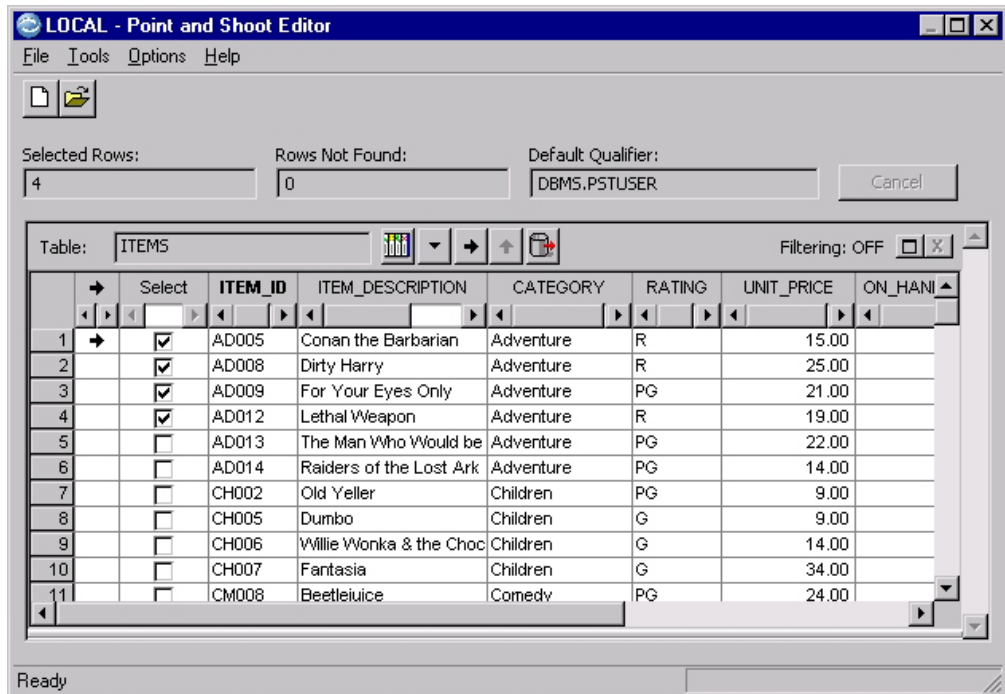 LOCAL - Point and Shoot Editor
File Tools Options Help
Selected Rows: Rows Not Found: Default Qualifier:
4 0 DBMS.PSTUSER Cancel
Table: ITEMS Filtering: OFF
Select ITEM_ID ITEM_DESCRIPTION CATEGORY RATING UNIT_PRICE ON_HAN
1 AD005 Conan the Barbarian Adventure R 15.00
2 AD008 Dirty Harry Adventure R 25.00
3 AD009 For Your Eyes Only Adventure PG 21.00
4 AD012 Lethal Weapon Adventure R 19.00
5 AD013 The Man Who Would be Adventure PG 22.00
6 AD014 Raiders of the Lost Ark Adventure PG 14.00
7 CH002 Old Yeller Children PG 9.00
8 CH005 Dumbo Children G 9.00
9 CH006 Willie Wonka & the Choc Children G 14.00
10 CH007 Fantasia Children G 34.00
11 CM008 Beetlejuice Comedy PG 24.00
Ready